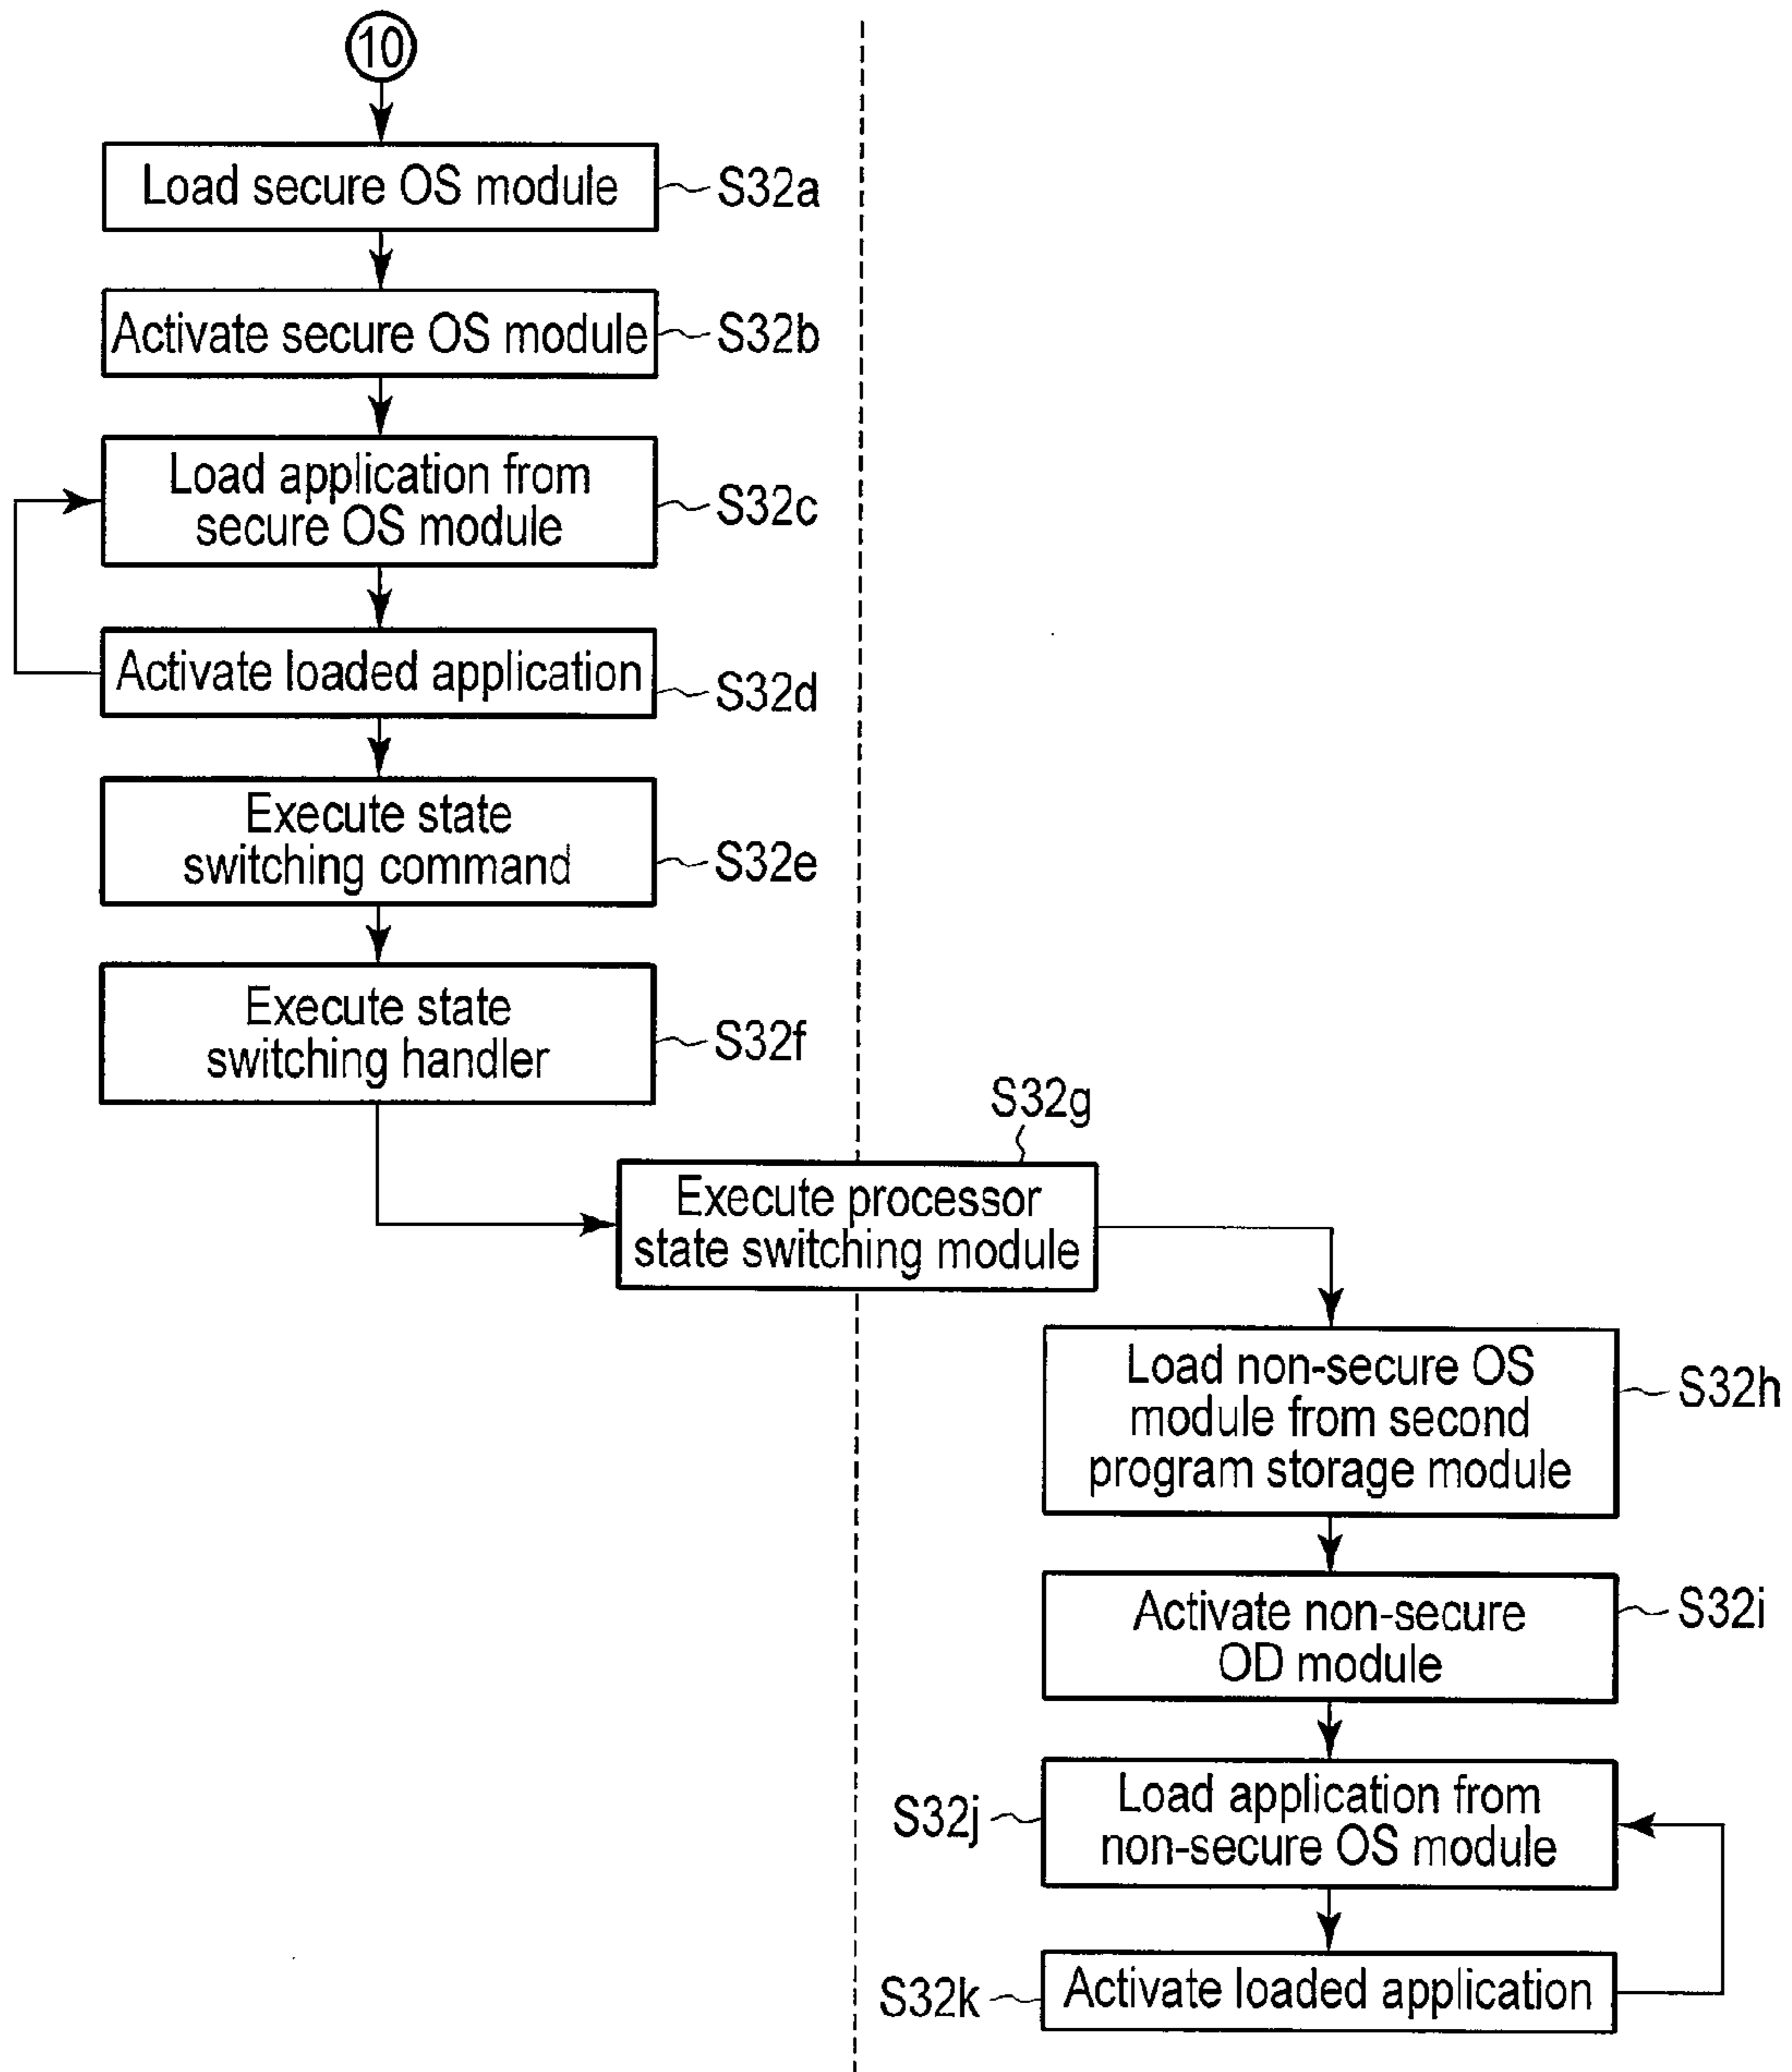 10
Load secure OS module
S32a
Activate secure OS module
S32b
Load application from
secure OS module
S32c
Activate loaded application
S32d
Execute state
switching command
S32e
Execute state
switching handler
S32f
S32g
Execute processor
state switching module
Load non-secure OS
module from second
program storage module
S32h
Activate non-secure
OD module
S32i
Load application from
non-secure OS module
S32j
Activate loaded application
S32k